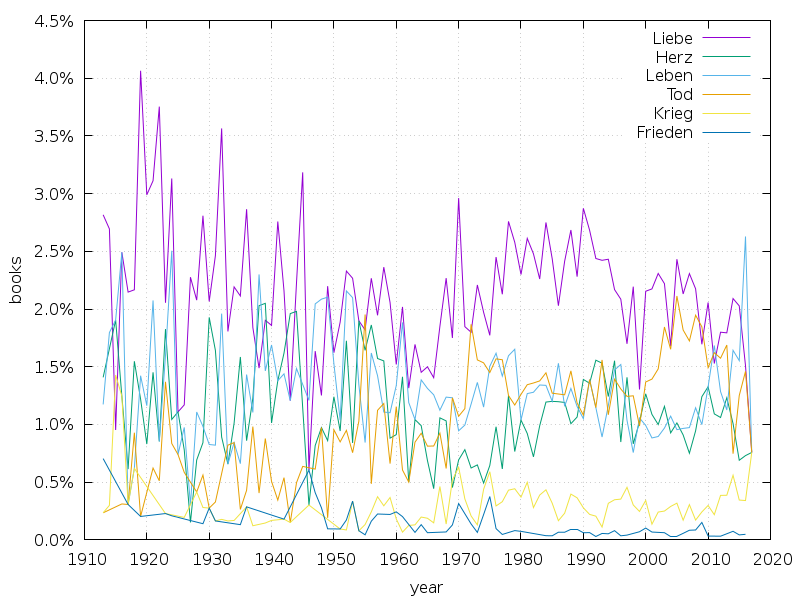 4.5%
4.0%
3.5%
3.0%
2.5%
2.0%
1.5%
1.0%
0.5%
0.0%
books
Liebe
Herz
Leben
Tod
Krieg
Frieden
1910 1920 1930 1940 1950 1960 1970 1980 1990 2000 2010 2020
year